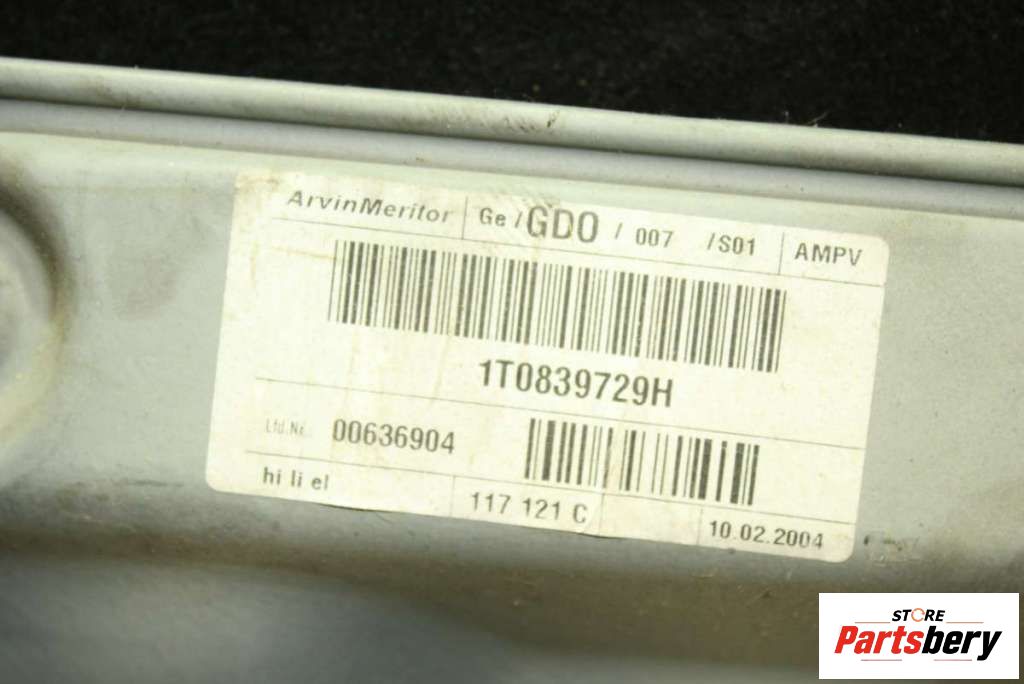 ArvinMeritor Ge / GDO / 007 /S01 AMPV
1T0839729H
Lfd.Nr. 00636904
hi li el 117 121 C 10.02.2004
STORE
Partsbery